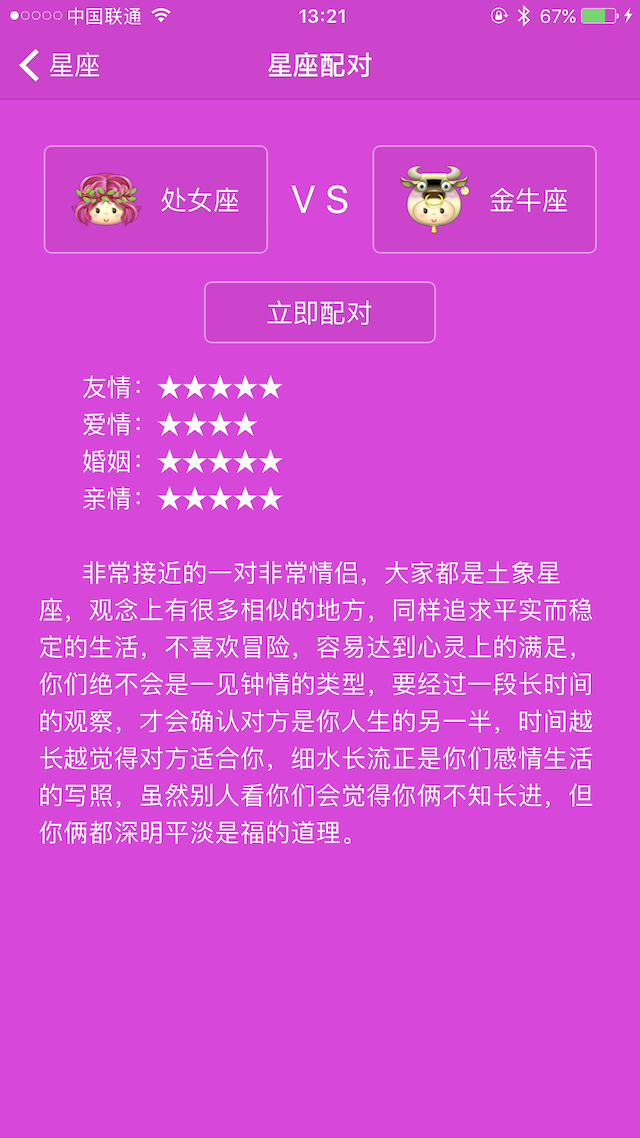 中国联通 13:21 67%
星座 星座配对
处女座 VS 金牛座
立即配对
友情：★★★★★
爱情：★★★★
婚姻：★★★★★
亲情：★★★★★
非常接近的一对非常情侣，大家都是土象星
座，观念上有很多相似的地方，同样追求平实而稳
定的生活，不喜欢冒险，容易达到心灵上的满足，
你们绝不会是一见钟情的类型，要经过一段长时间
的观察，才会确认对方是你人生的另一半，时间越
长越觉得对方适合你，细水长流正是你们感情生活
的写照，虽然别人看你们会觉得你俩不知长进，但
你俩都深明平淡是福的道理。